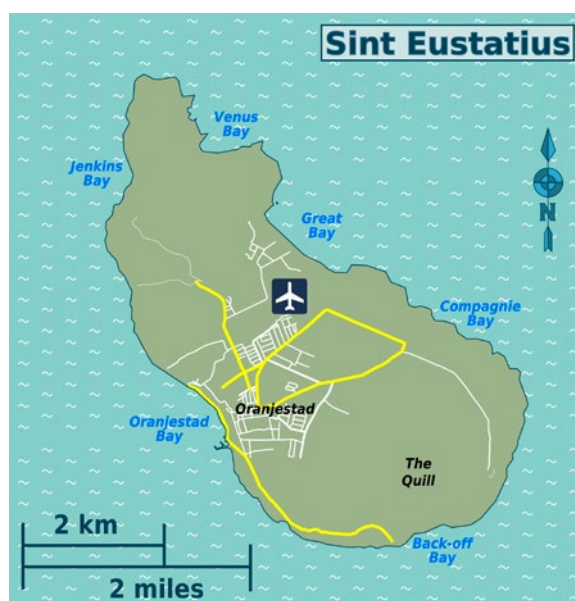 Sint Eustatius
Venus
Bay
Jenkins
Bay
N
Great
Bay
Compagnie
Bay
Oranjestad
Oranjestad
Bay
The
Quill
2 km
Back-off
Bay
2 miles